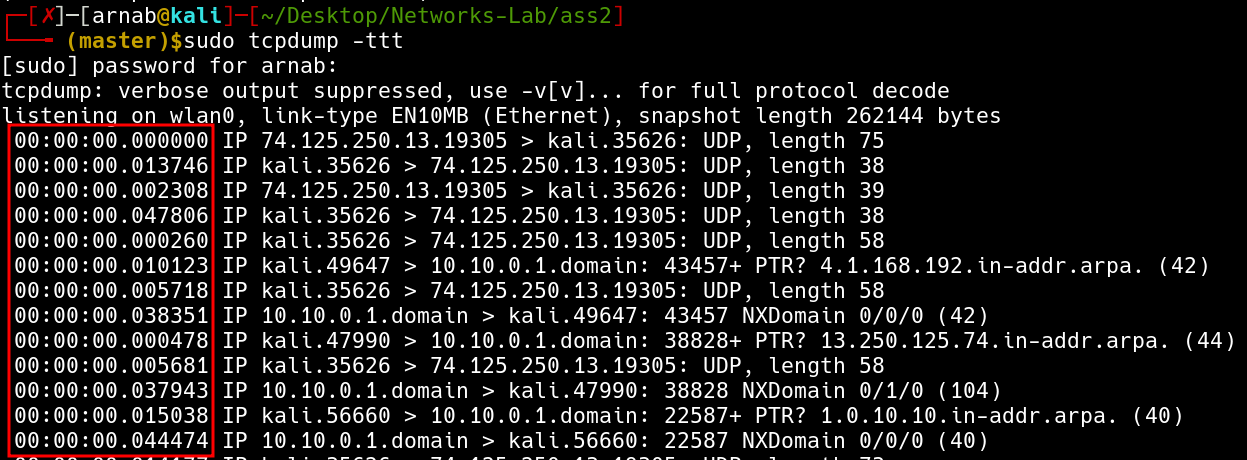 ┌─[✗]─[arnab@kali]─[~/Desktop/Networks-Lab/ass2]
└──╼ (master)$sudo tcpdump -ttt
[sudo] password for arnab:
tcpdump: verbose output suppressed, use -v[v]... for full protocol decode
listening on wlan0, link-type EN10MB (Ethernet), snapshot length 262144 bytes
00:00:00.000000 IP 74.125.250.13.19305 > kali.35626: UDP, length 75
00:00:00.013746 IP kali.35626 > 74.125.250.13.19305: UDP, length 38
00:00:00.002308 IP 74.125.250.13.19305 > kali.35626: UDP, length 39
00:00:00.047806 IP kali.35626 > 74.125.250.13.19305: UDP, length 38
00:00:00.000260 IP kali.35626 > 74.125.250.13.19305: UDP, length 58
00:00:00.010123 IP kali.49647 > 10.10.0.1.domain: 43457+ PTR? 4.1.168.192.in-addr.arpa. (42)
00:00:00.005718 IP kali.35626 > 74.125.250.13.19305: UDP, length 58
00:00:00.038351 IP 10.10.0.1.domain > kali.49647: 43457 NXDomain 0/0/0 (42)
00:00:00.000478 IP kali.47990 > 10.10.0.1.domain: 38828+ PTR? 13.250.125.74.in-addr.arpa. (44)
00:00:00.005681 IP kali.35626 > 74.125.250.13.19305: UDP, length 58
00:00:00.037943 IP 10.10.0.1.domain > kali.47990: 38828 NXDomain 0/1/0 (104)
00:00:00.015038 IP kali.56660 > 10.10.0.1.domain: 22587+ PTR? 1.0.10.10.in-addr.arpa. (40)
00:00:00.044474 IP 10.10.0.1.domain > kali.56660: 22587 NXDomain 0/0/0 (40)